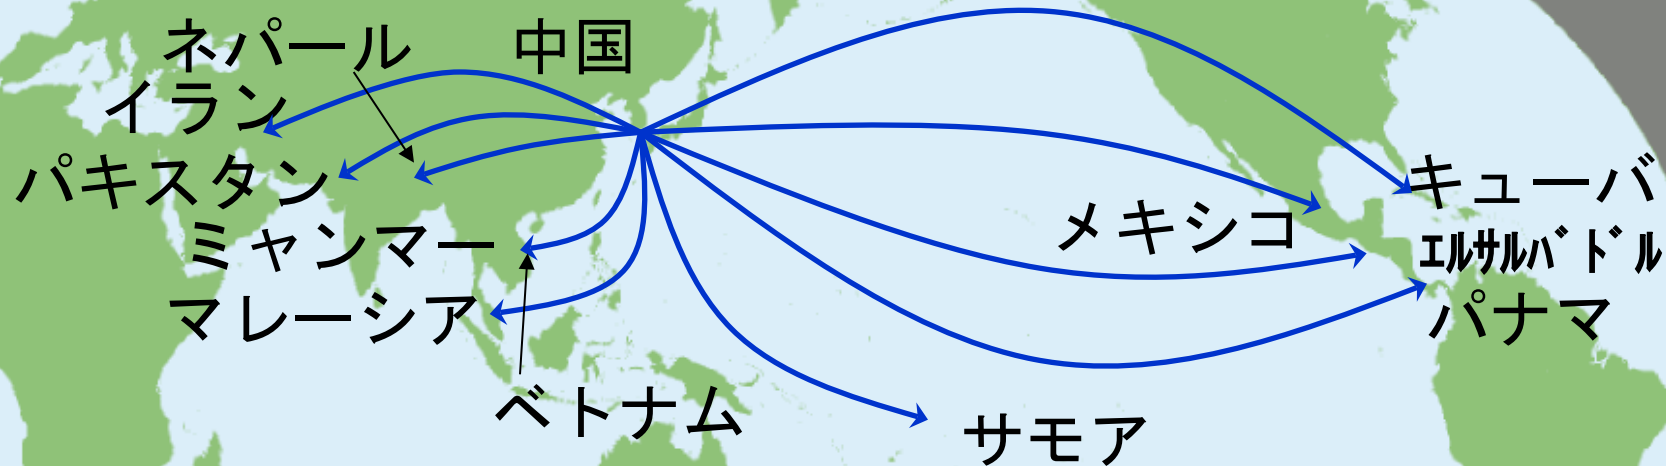 ネパール
中国
イラン
パキスタン
キューバ
ミャンマー
メキシコ
ｴﾙｻﾙﾊﾞﾄﾞﾙ
マレーシア
パナマ
ベトナム
サモア